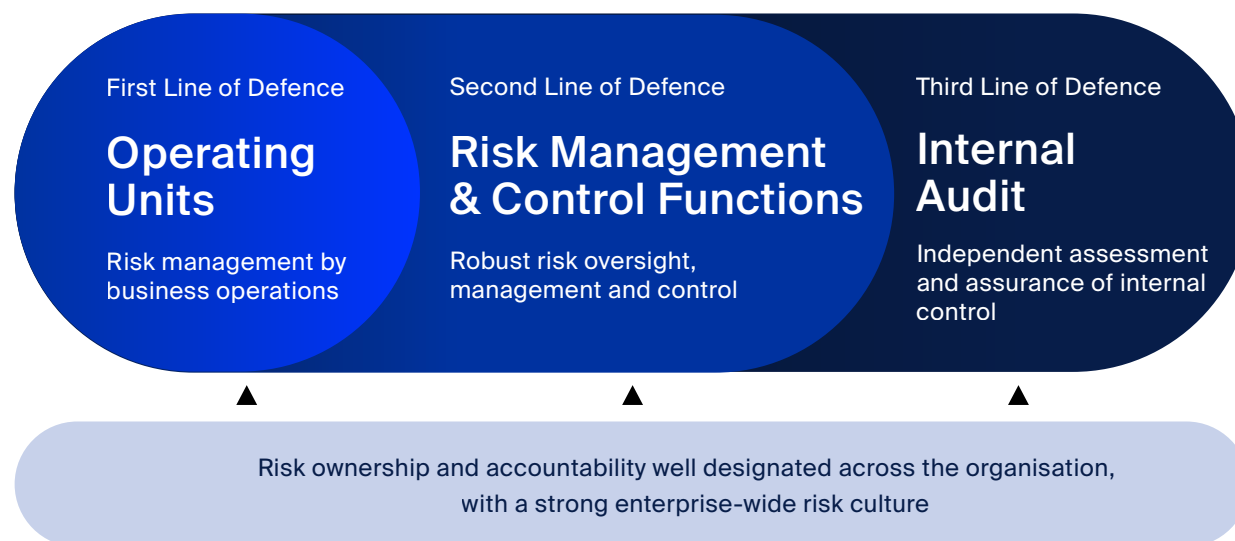 First Line of Defence
Operating
Units
Risk management by
business operations
Second Line of Defence
Risk Management
& Control Functions
Robust risk oversight,
management and control
Third Line of Defence
Internal
Audit
Independent assessment
and assurance of internal
control
Risk ownership and accountability well designated across the organisation,
with a strong enterprise-wide risk culture